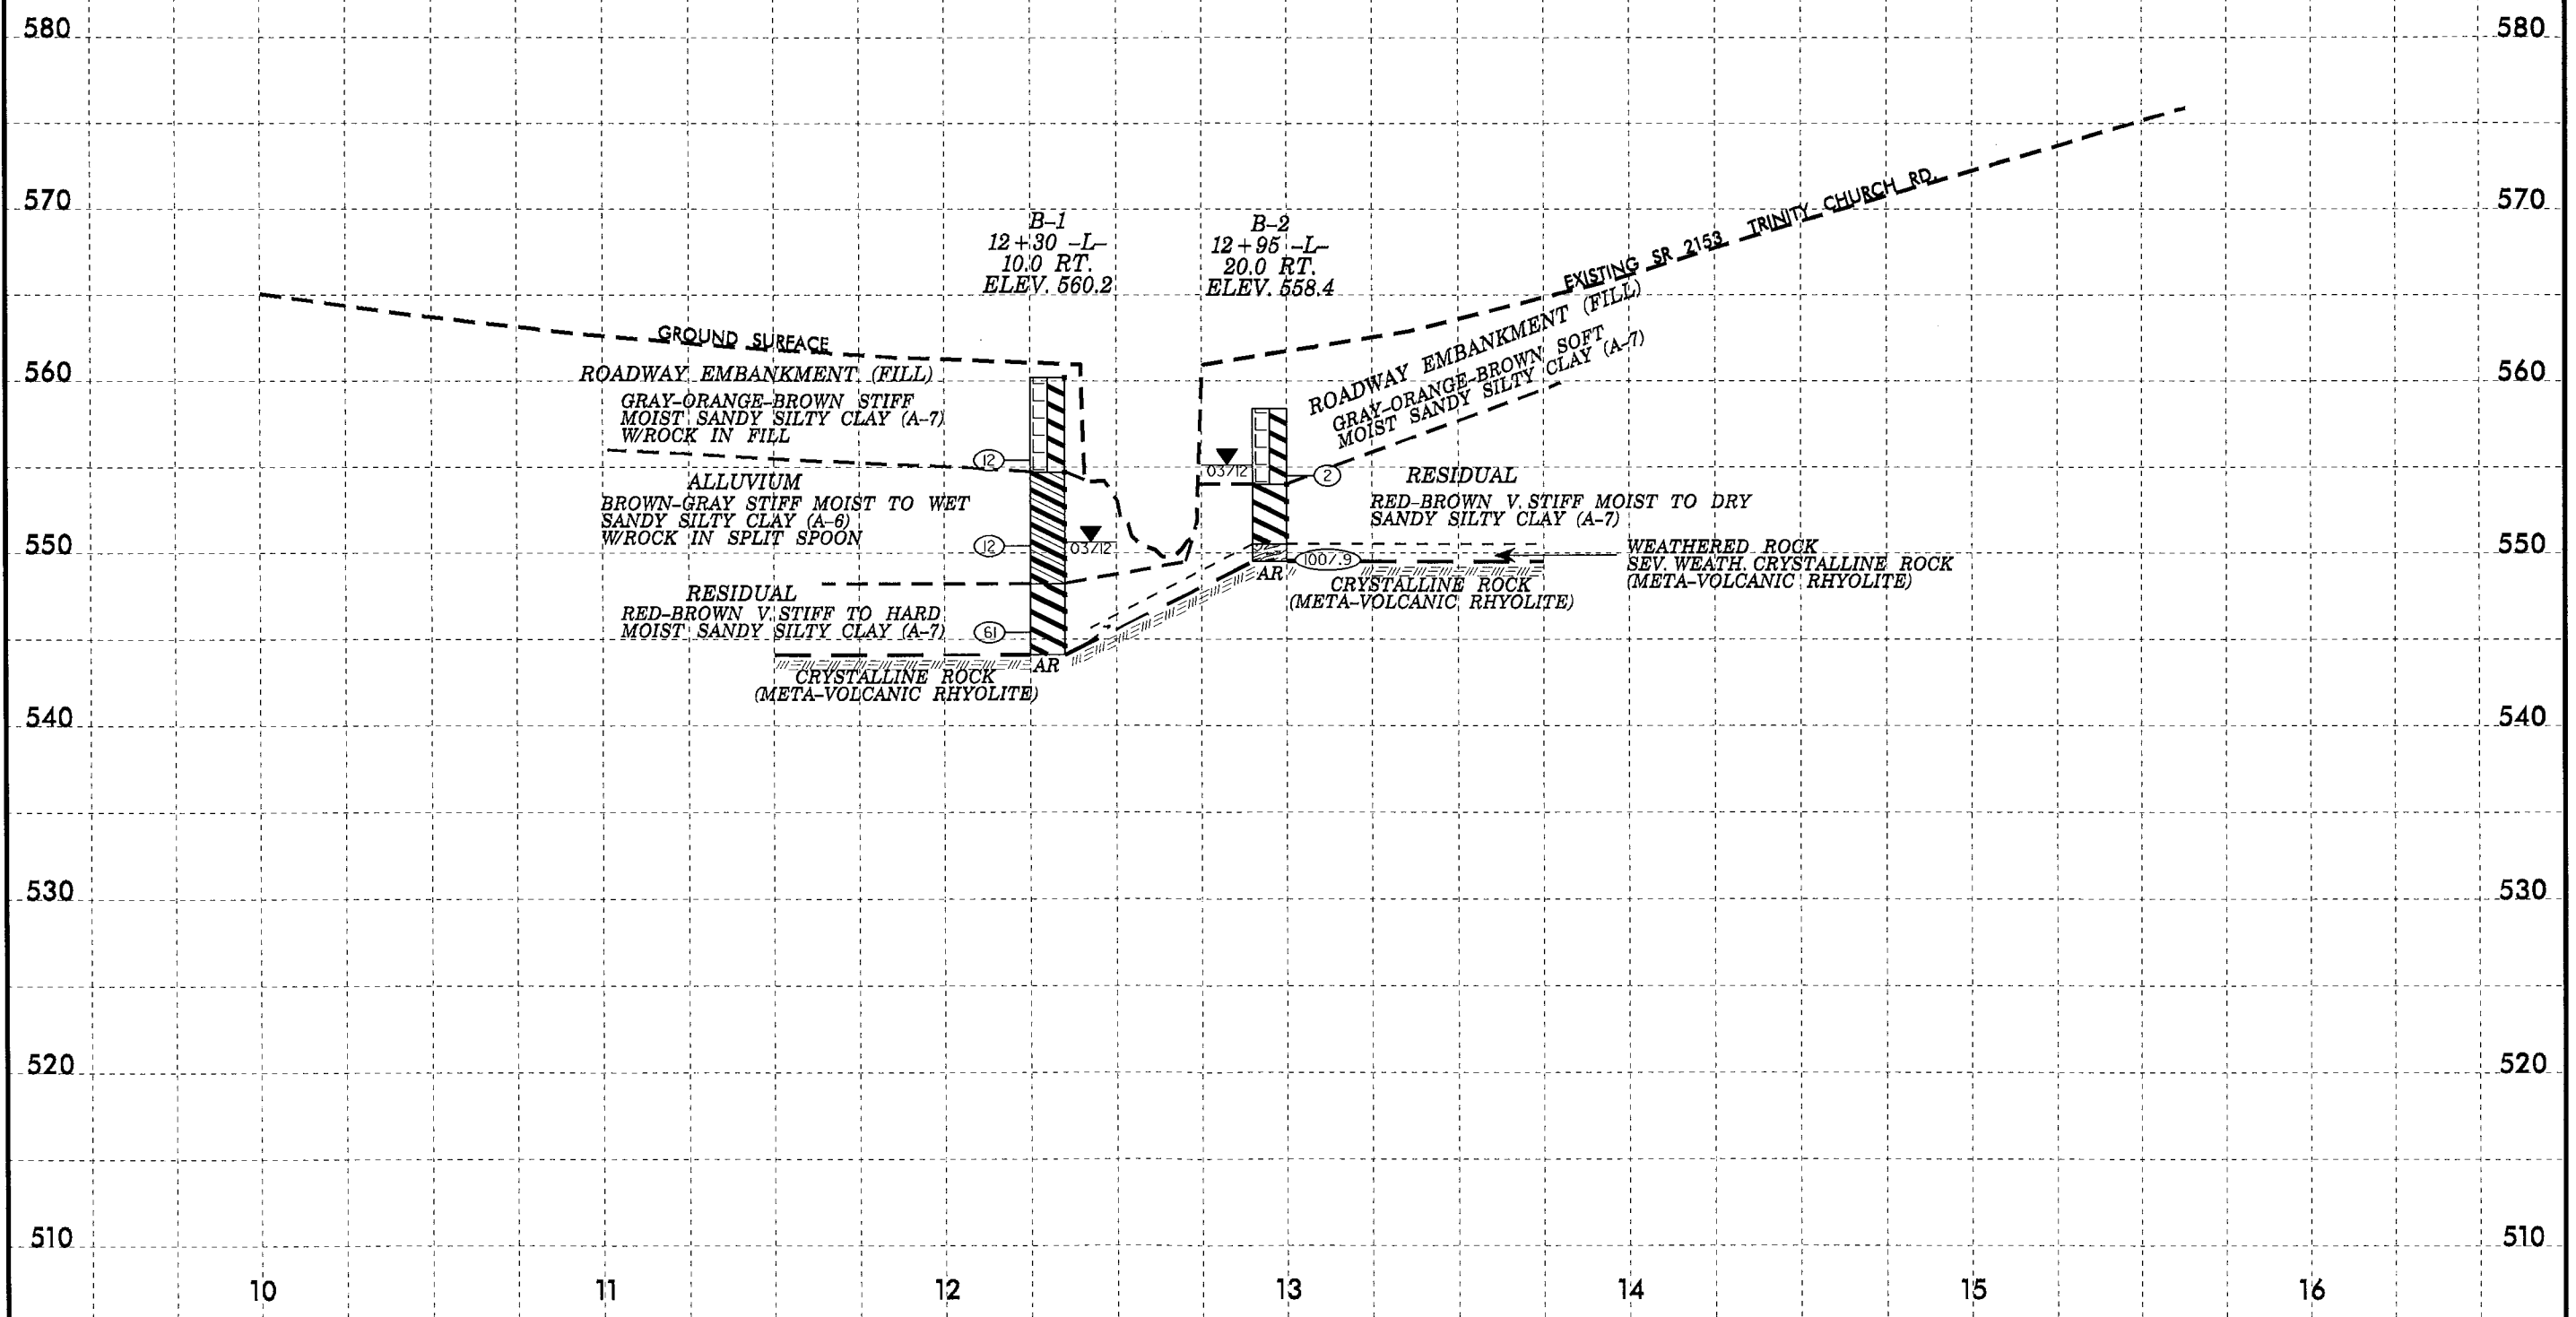 580
580
570
570
B-1
12+30 -L-
10.0 RT.
ELEV. 560.2
B-2
12+95 -L-
20.0 RT.
ELEV. 558.4
EXISTING SR 2153 TRINITY CHURCH RD.
GROUND SURFACE
560
560
ROADWAY EMBANKMENT (FILL)
GRAY-ORANGE-BROWN STIFF
MOIST SANDY SILTY CLAY (A-7)
W/ROCK IN FILL
ROADWAY EMBANKMENT (FILL)
GRAY-ORANGE-BROWN SOFT
MOIST SANDY SILTY CLAY (A-7)
12
03/12
2
ALLUVIUM
BROWN-GRAY STIFF MOIST TO WET
SANDY SILTY CLAY (A-6)
W/ROCK IN SPLIT SPOON
RESIDUAL
RED-BROWN V. STIFF MOIST TO DRY
SANDY SILTY CLAY (A-7)
550
12
03/12
100/.9
550
WEATHERED ROCK
SEV. WEATH. CRYSTALLINE ROCK
(META-VOLCANIC RHYOLITE)
AR
CRYSTALLINE ROCK
(META-VOLCANIC RHYOLITE)
RESIDUAL
RED-BROWN V. STIFF TO HARD
MOIST SANDY SILTY CLAY (A-7)
61
AR
CRYSTALLINE ROCK
(META-VOLCANIC RHYOLITE)
540
540
530
530
520
520
510
510
10
11
12
13
14
15
16